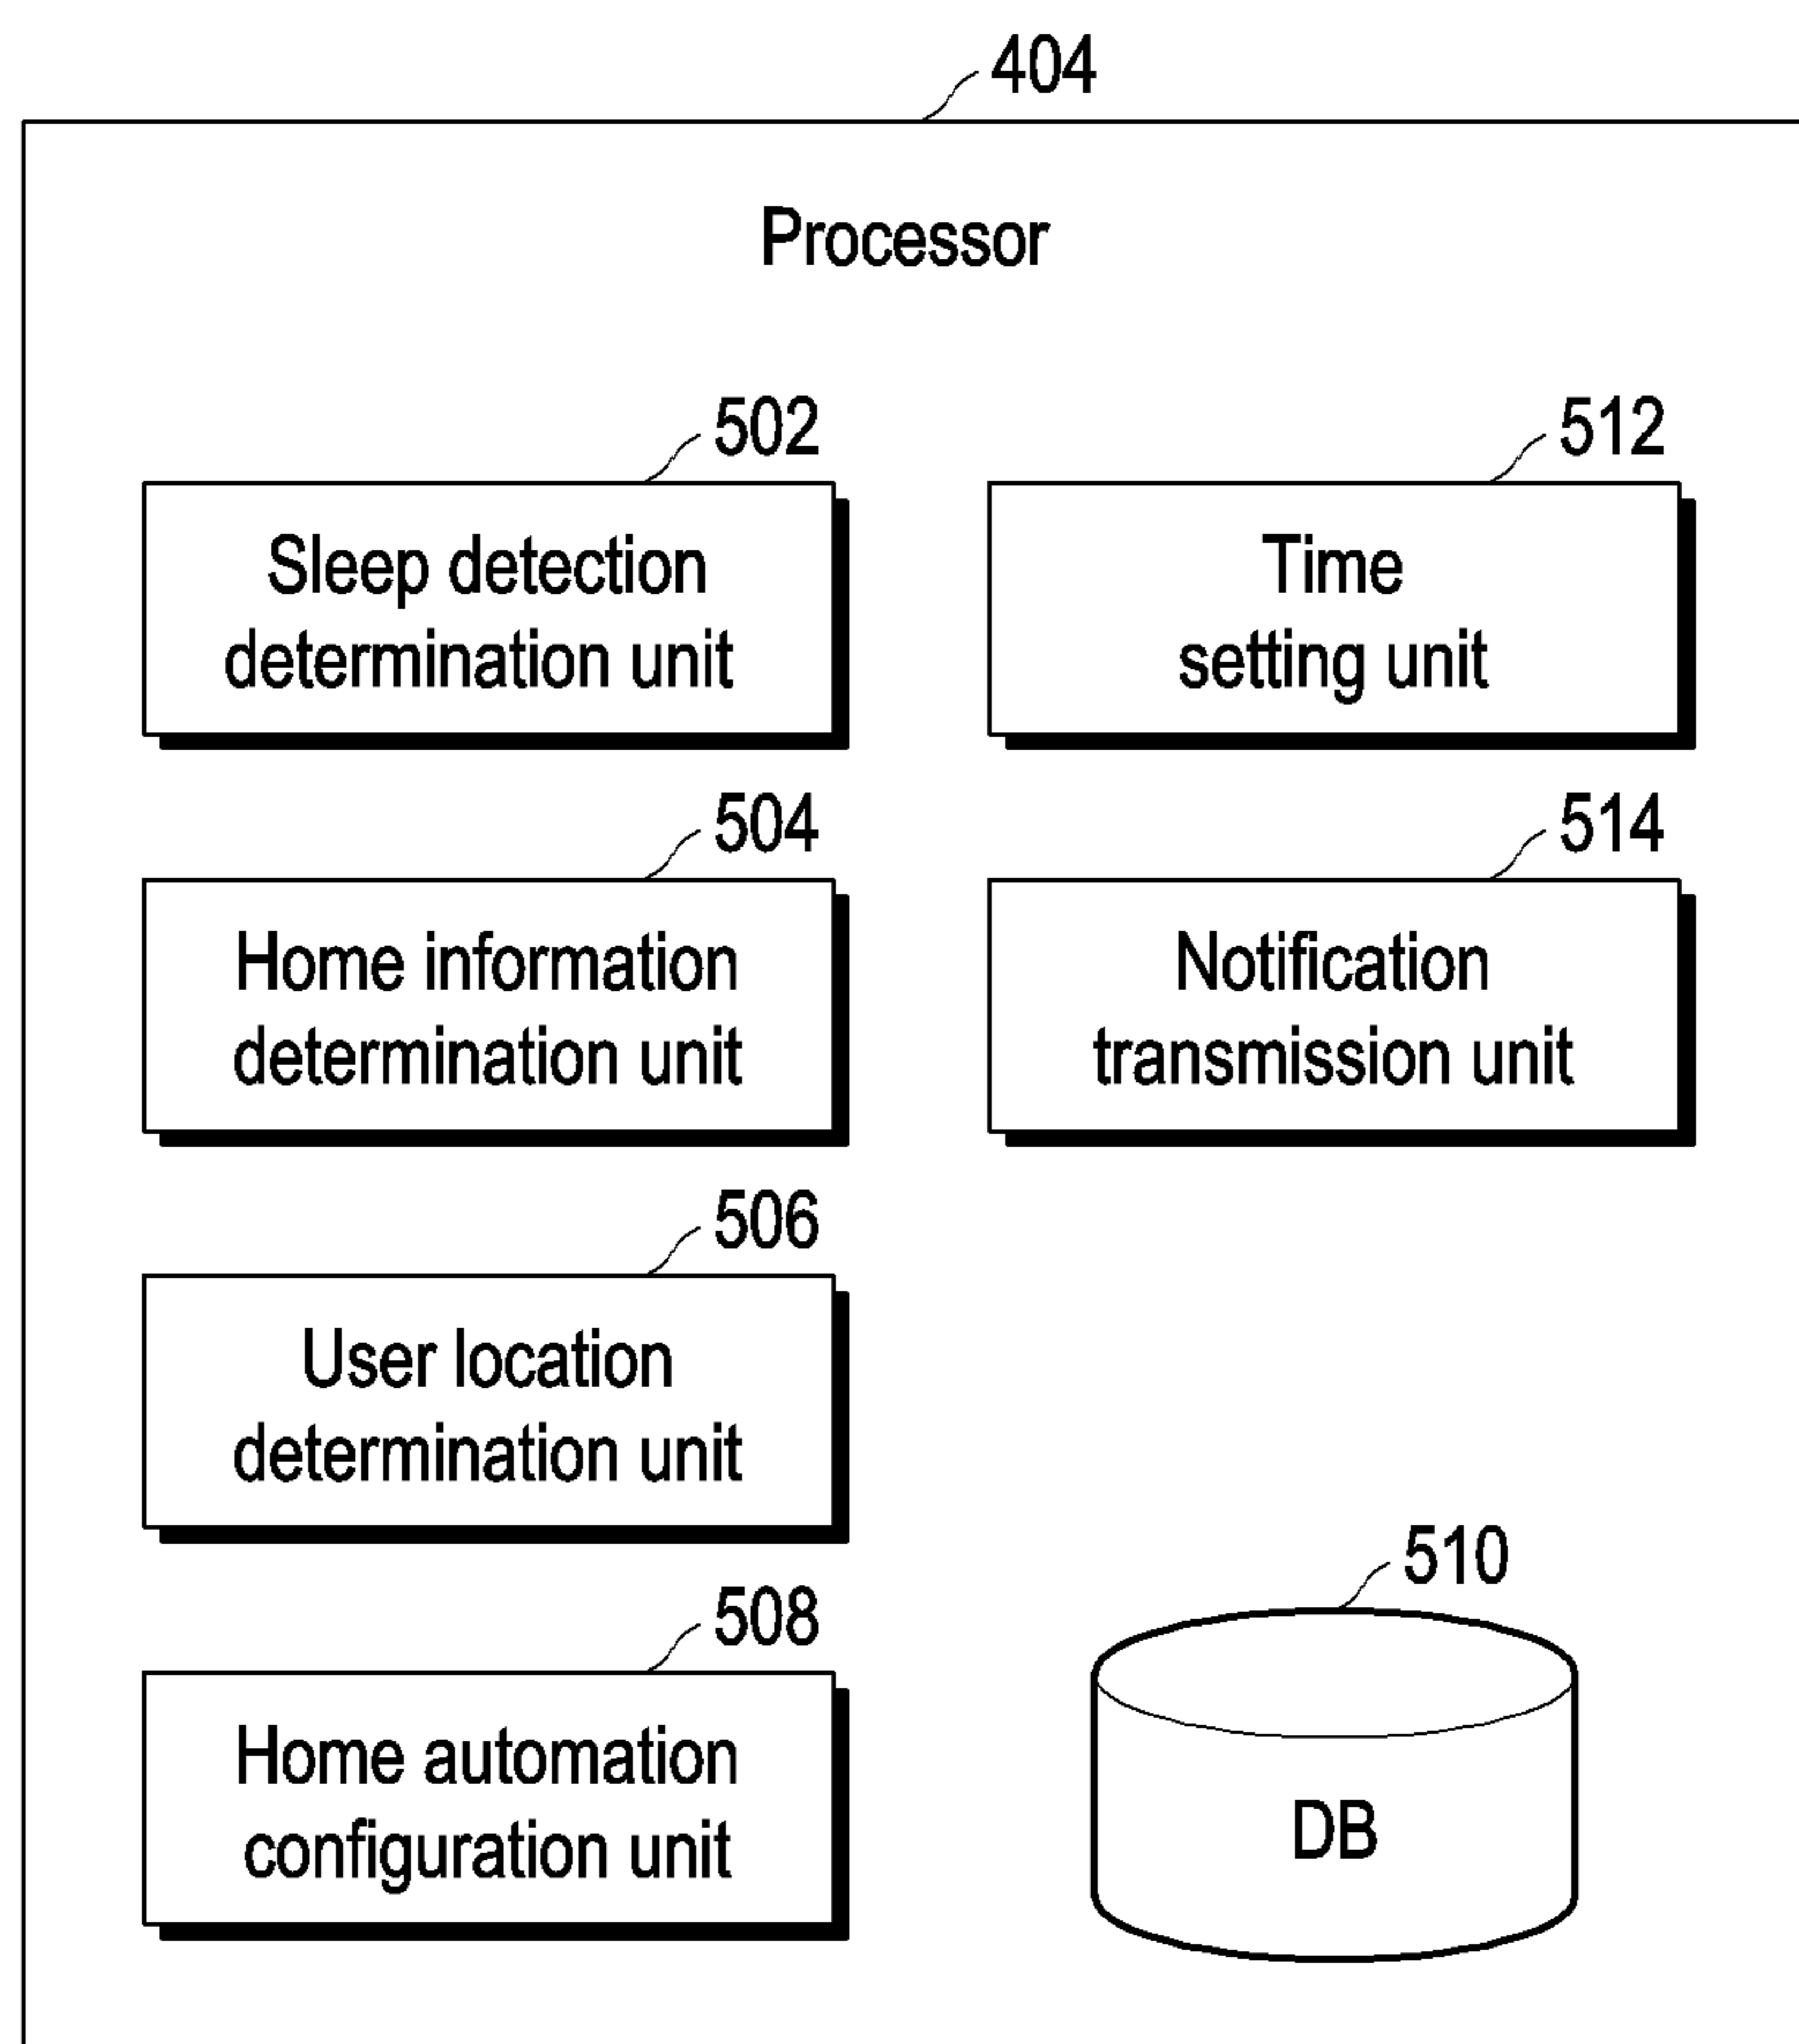 404
Processor
502
Sleep detection
determination unit
512
Time
setting unit
504
Home information
determination unit
514
Notification
transmission unit
506
User location
determination unit
508
Home automation
configuration unit
510
DB